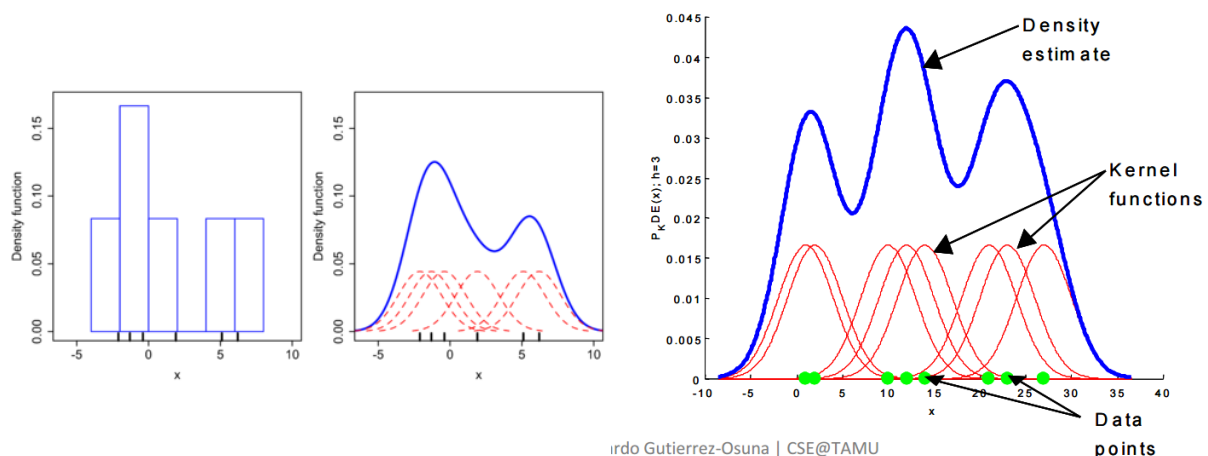 Density function
0.00
0.05
0.10
0.15
-5
0
5
10
x
Density function
0.00
0.05
0.10
0.15
-5
0
5
10
x
P KDE(x); h=3
0.045
0.04
0.035
0.03
0.025
0.02
0.015
0.01
0.005
0
-10
-5
0
5
10
15
20
25
30
35
40
x
Density
estimate
Kernel
functions
Data
points
rdo Gutierrez-Osuna | CSE@TAMU